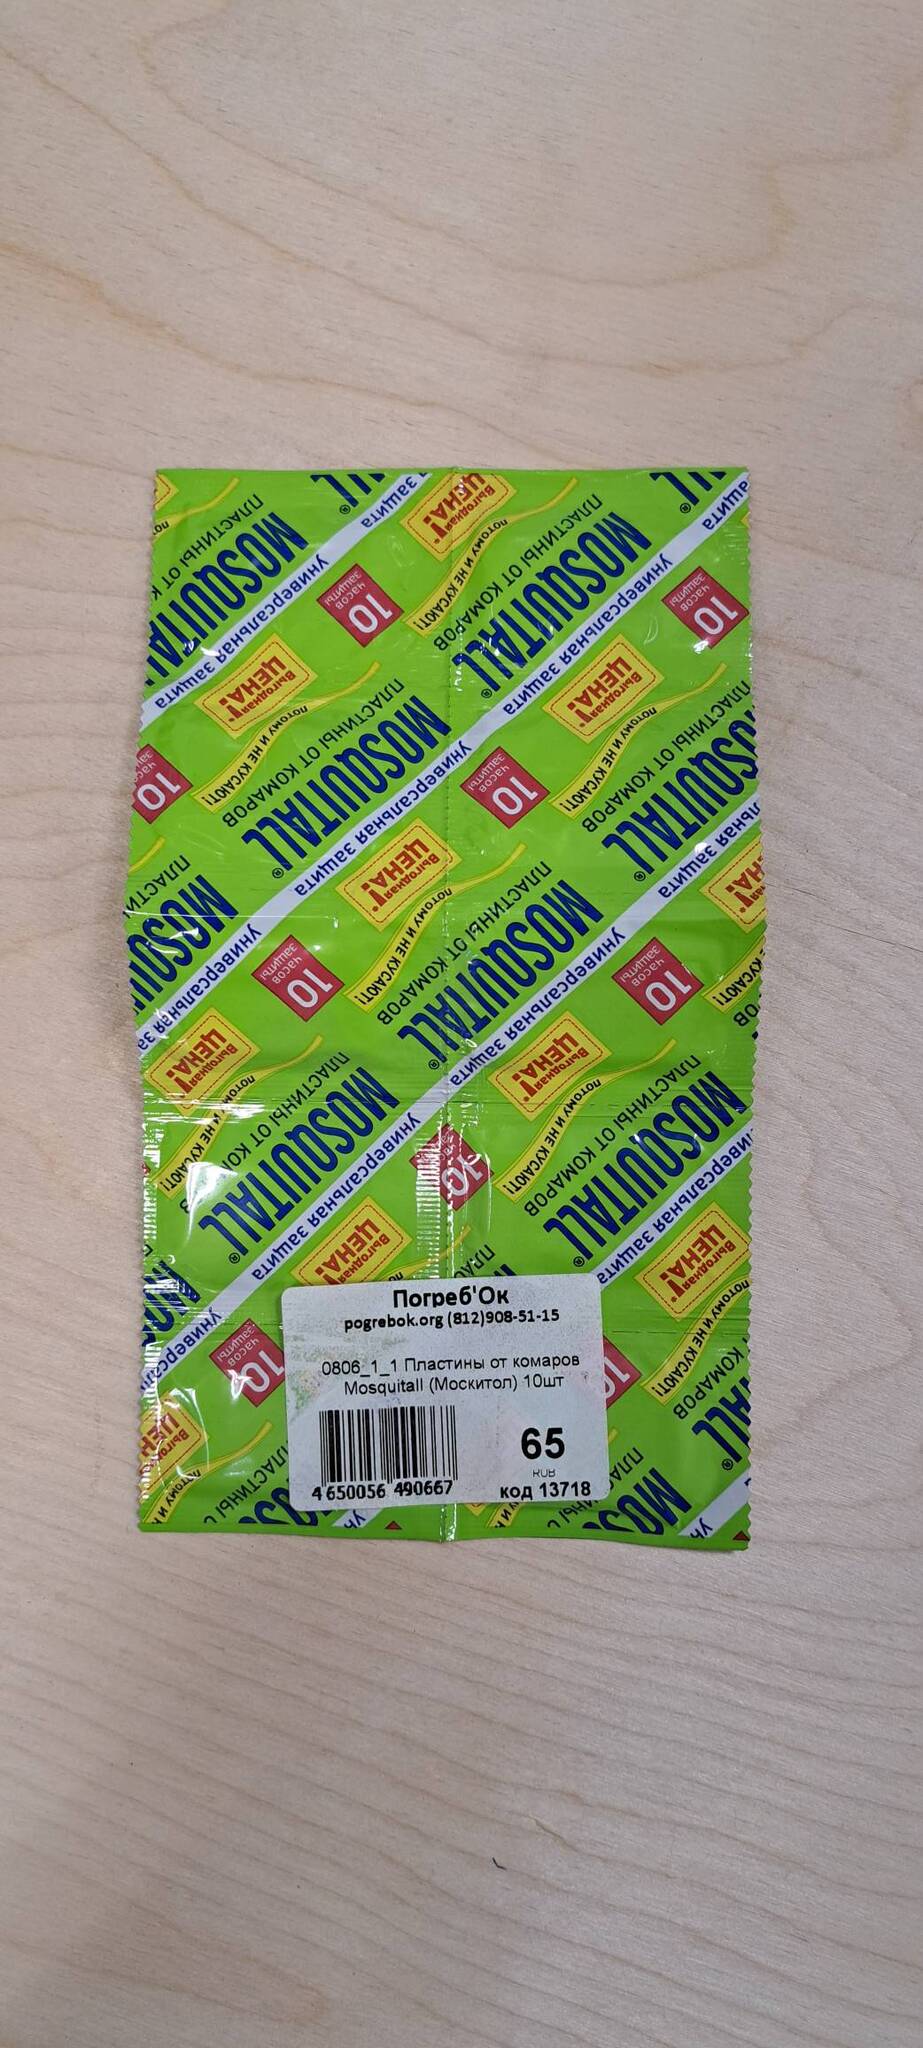 MOSQUITALL®
ПЛАСТИНЫ ОТ КОМАРОВ
универсальная защита
Выгодная
ЦЕНА!
ПОТОМУ И НЕ КУСАЮТ!
10
часов
защиты
Погреб'Ок
pogrebok.org (812)908-51-15
0806_1_1 Пластины от комаров
Mosquitall (Москитол) 10шт
65
RUB
4 650056 490667
код 13718